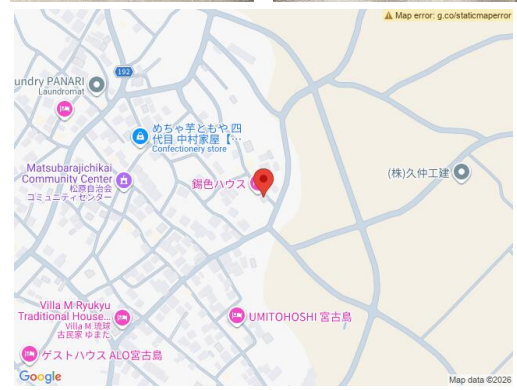 Map error: g.co/staticmaperror
192
undry PANARI
Laundromat
めちゃ芋ともや 四
代目 中村家屋【…
Confectionery store
Matsubarajichikai
Community Center
松原自治会
コミュニティセンター
錫色ハウス
(株)久仲工建
Villa M Ryukyu
Traditional House...
Villa M 琉球
古民家 ゆまた
UMITOHOSHI 宮古島
ゲストハウス ALO宮古島
Google
Map data ©2026